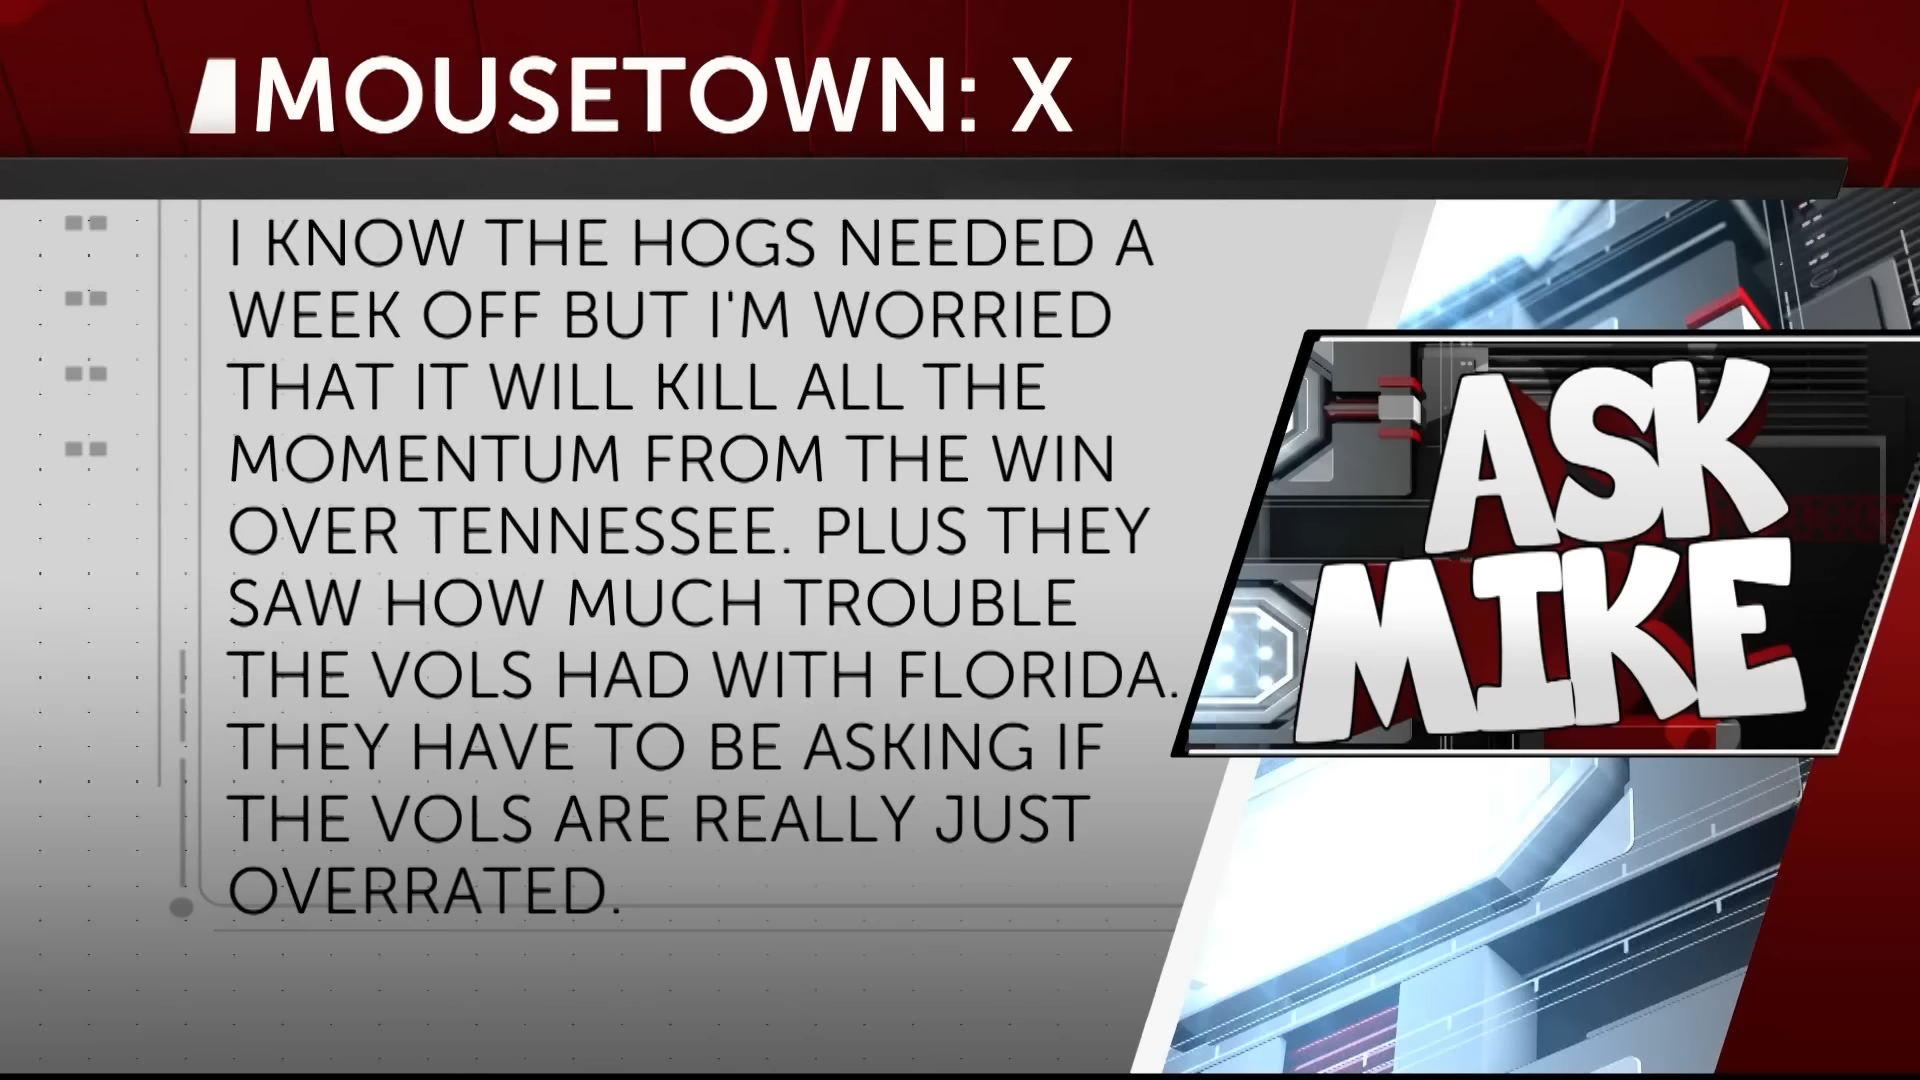 MOUSETOWN: X
I KNOW THE HOGS NEEDED A
WEEK OFF BUT I'M WORRIED
THAT IT WILL KILL ALL THE
MOMENTUM FROM THE WIN
OVER TENNESSEE. PLUS THEY
SAW HOW MUCH TROUBLE
THE VOLS HAD WITH FLORIDA.
THEY HAVE TO BE ASKING IF
THE VOLS ARE REALLY JUST
OVERRATED.
ASK
MIKE